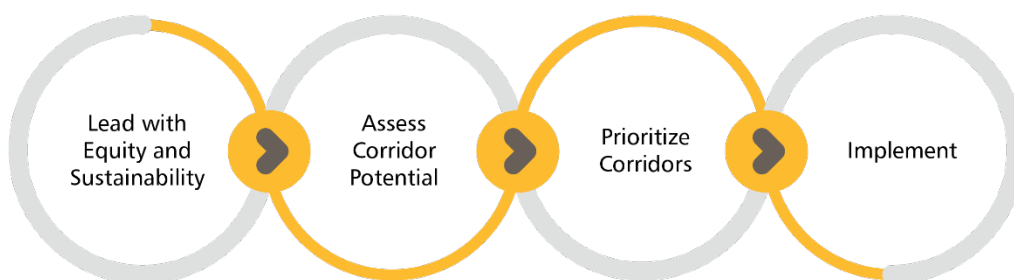 Lead with
Equity and
Sustainability
Assess
Corridor
Potential
Prioritize
Corridors
Implement